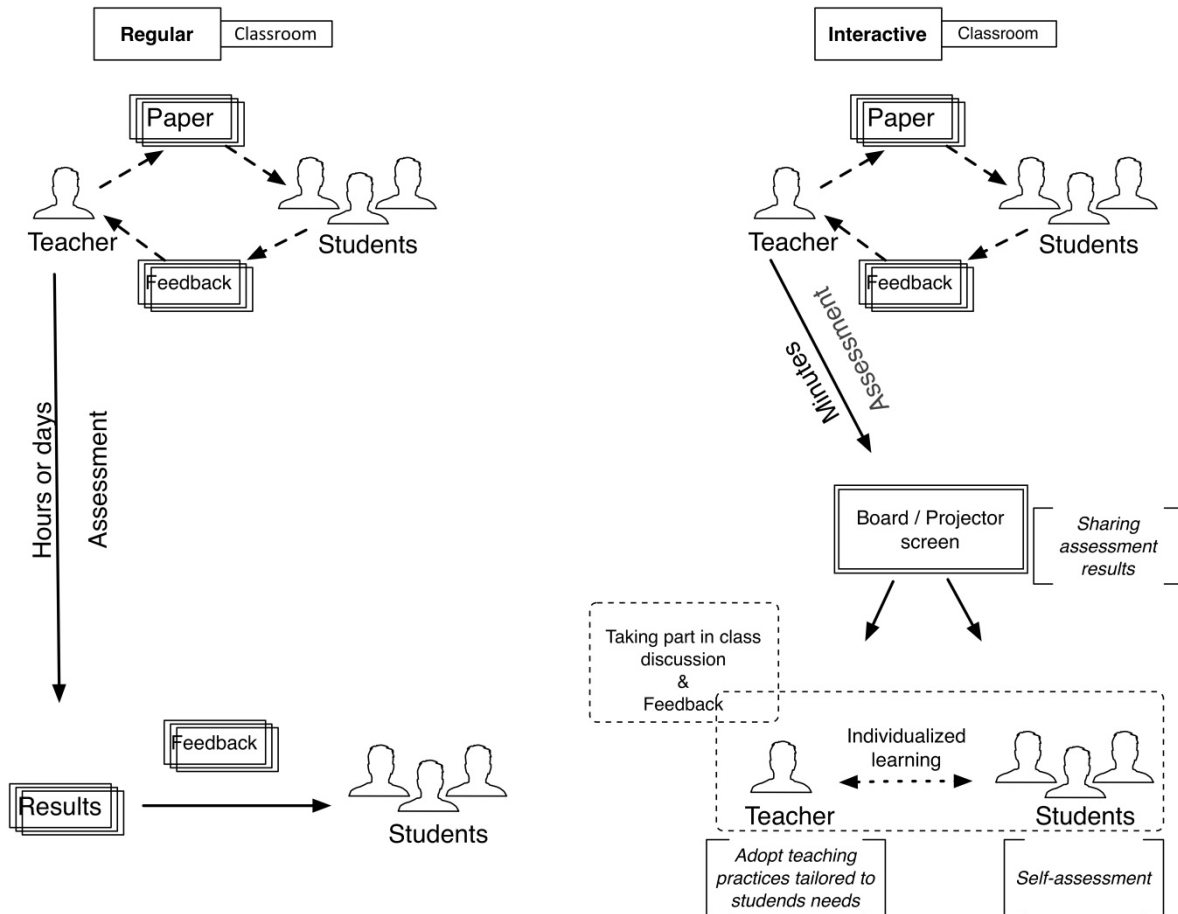 Regular
Classroom
Paper
Teacher
Students
Feedback
Hours or days
Assessment
Feedback
Results
Students
Interactive
Classroom
Paper
Teacher
Students
Feedback
Assessment
Minutes
Board / Projector
screen
Sharing
assessment
results
Taking part in class
discussion
&
Feedback
Individualized
learning
Teacher
Students
Adopt teaching
practices tailored to
studends needs
Self-assessment